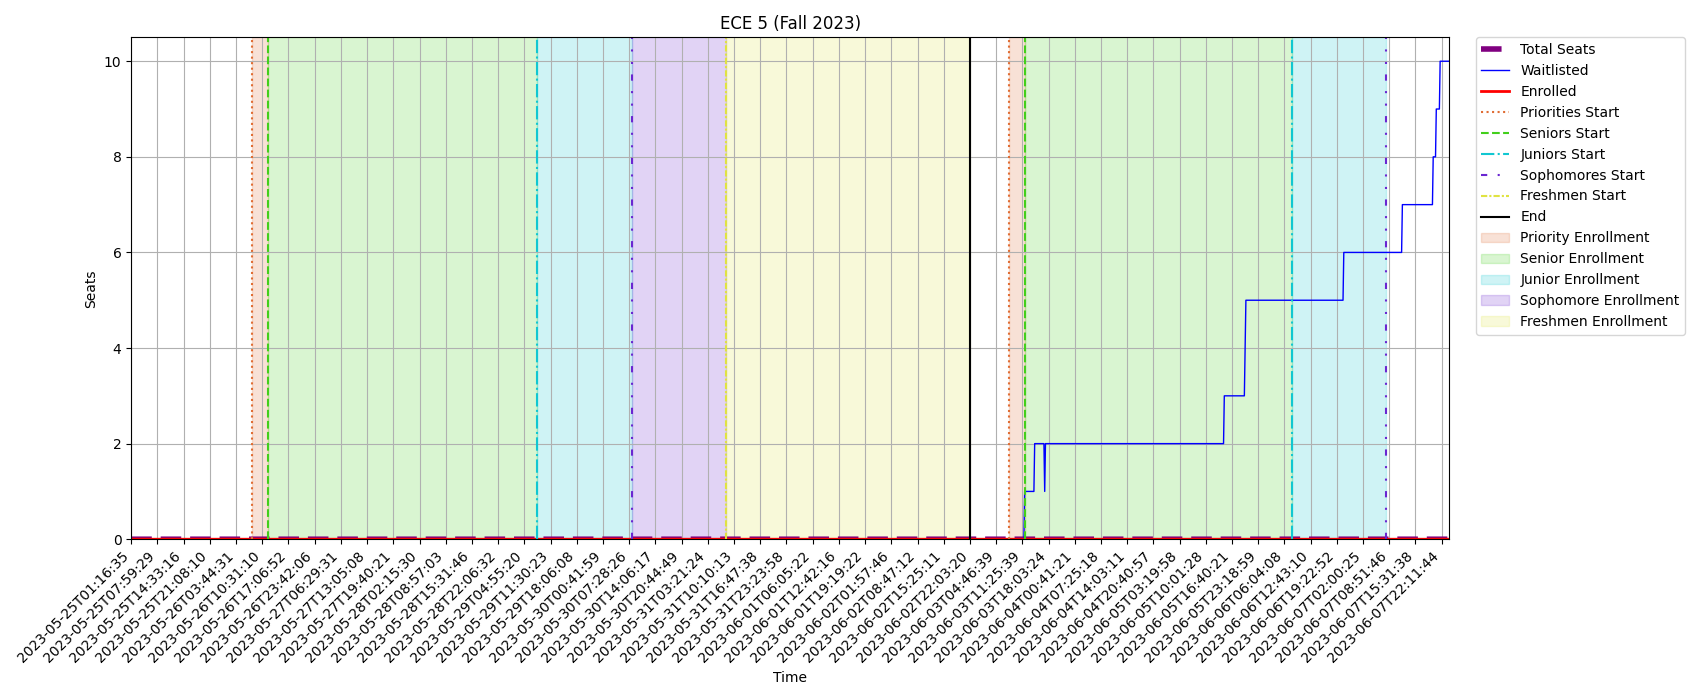 ECE 5 (Fall 2023)
10
8
6
4
2
0
Seats
2023-05-25T01:16:35
2023-05-25T07:59:29
2023-05-25T14:33:16
2023-05-25T21:08:10
2023-05-26T03:44:31
2023-05-26T10:31:10
2023-05-26T17:06:52
2023-05-26T23:42:06
2023-05-27T06:29:31
2023-05-27T13:05:08
2023-05-27T19:40:21
2023-05-28T02:15:30
2023-05-28T08:57:03
2023-05-28T15:31:46
2023-05-28T22:06:32
2023-05-29T04:55:20
2023-05-29T11:30:23
2023-05-29T18:06:08
2023-05-30T00:41:59
2023-05-30T07:28:26
2023-05-30T14:06:17
2023-05-30T20:44:49
2023-05-31T03:21:24
2023-05-31T10:10:13
2023-05-31T16:47:38
2023-05-31T23:23:58
2023-06-01T06:05:22
2023-06-01T12:42:16
2023-06-01T19:19:22
2023-06-02T01:57:46
2023-06-02T08:47:12
2023-06-02T15:25:11
2023-06-02T22:03:20
2023-06-03T04:46:39
2023-06-03T11:25:39
2023-06-03T18:03:24
2023-06-04T00:41:21
2023-06-04T07:25:18
2023-06-04T14:03:11
2023-06-04T20:40:57
2023-06-05T03:19:58
2023-06-05T10:01:28
2023-06-05T16:40:21
2023-06-05T23:18:59
2023-06-06T06:04:08
2023-06-06T12:43:10
2023-06-06T19:22:52
2023-06-07T02:00:25
2023-06-07T08:51:46
2023-06-07T15:31:38
2023-06-07T22:11:44
Time
Total Seats
Waitlisted
Enrolled
Priorities Start
Seniors Start
Juniors Start
Sophomores Start
Freshmen Start
End
Priority Enrollment
Senior Enrollment
Junior Enrollment
Sophomore Enrollment
Freshmen Enrollment